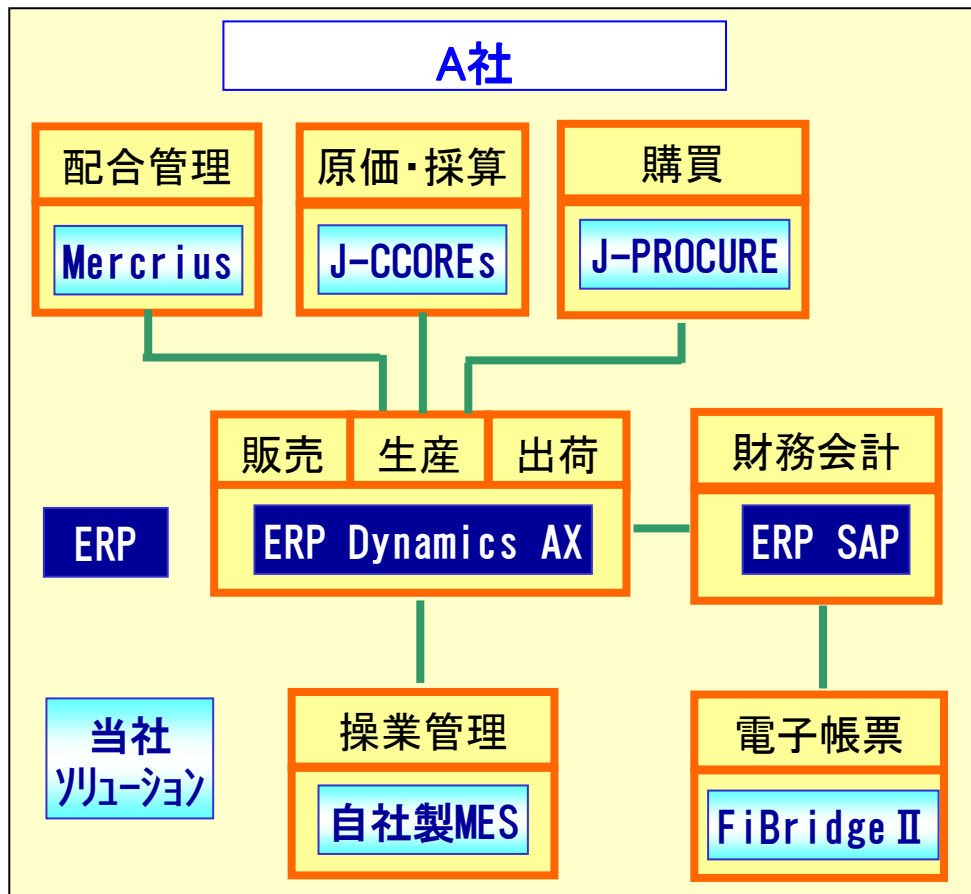 A社
配合管理
原価・採算
購買
Mercrius
J-CCOREs
J-PROCURE
販売
生産
出荷
財務会計
ERP
ERP Dynamics AX
ERP SAP
当社
ソリューション
操業管理
電子帳票
自社製MES
FiBridgeⅡ